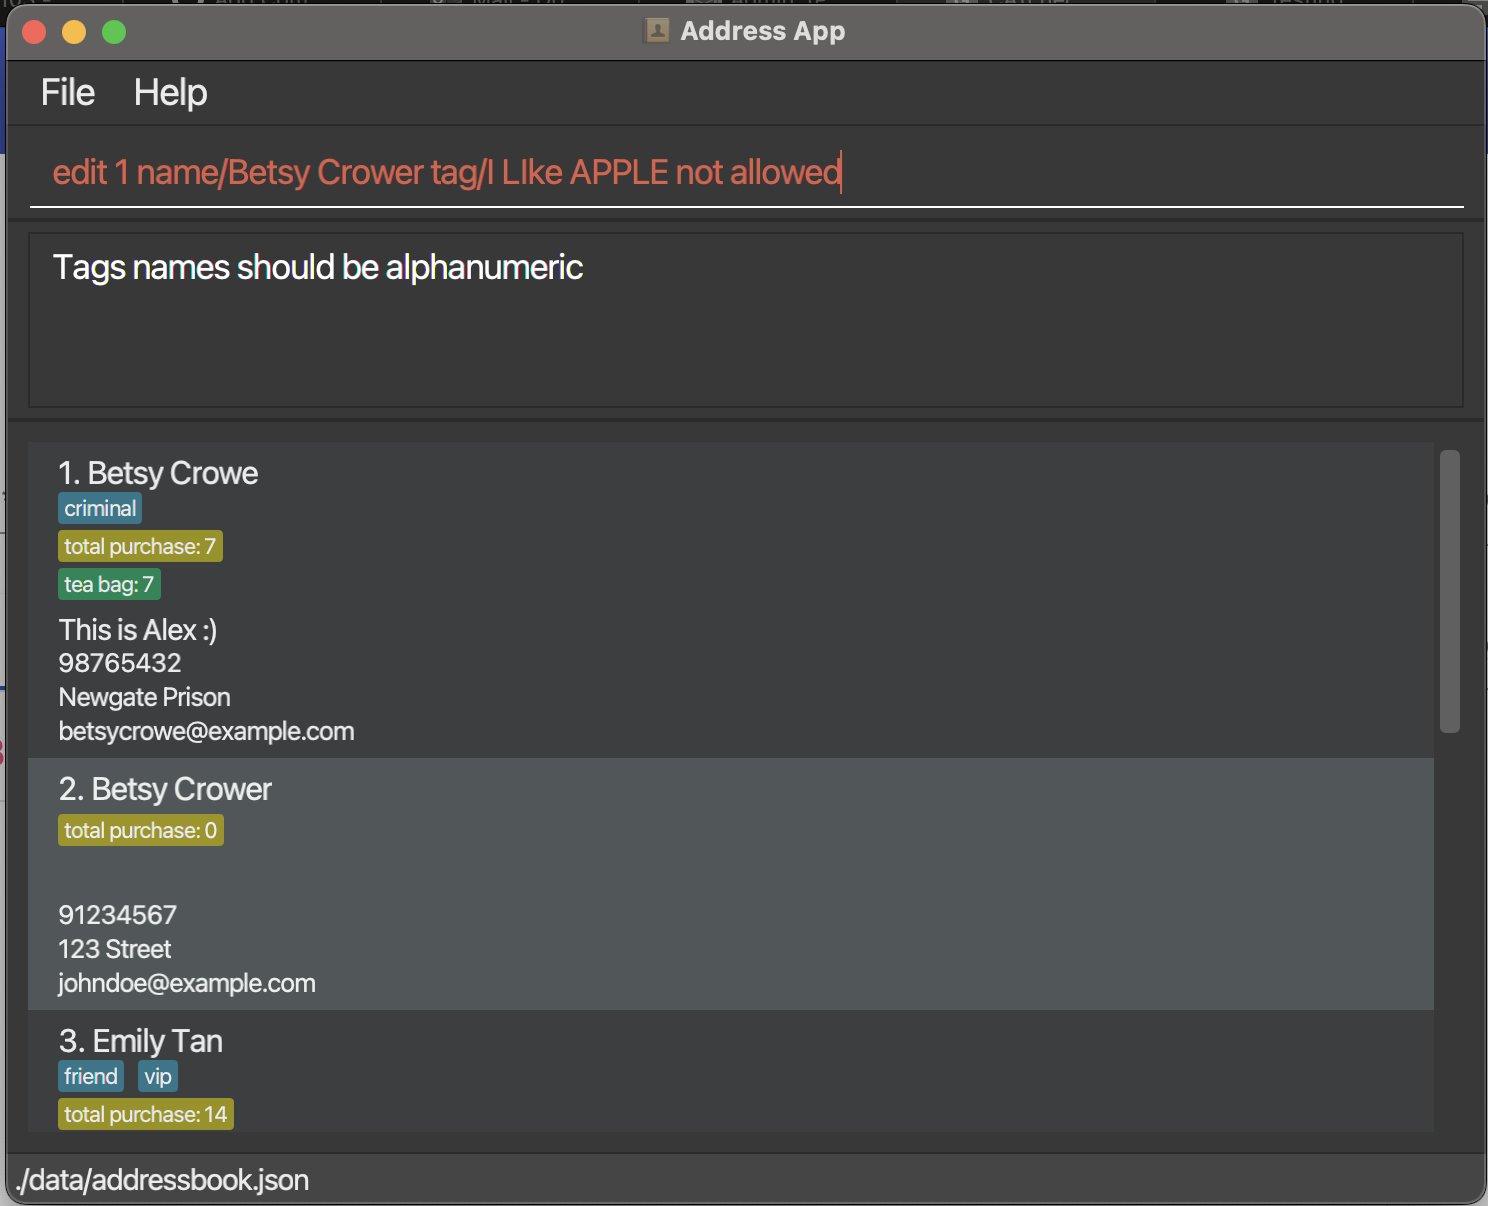 Address App
File Help
edit 1 name/Betsy Crower tag/I LIke APPLE not allowed
Tags names should be alphanumeric
1. Betsy Crowe
criminal
total purchase: 7
tea bag: 7
This is Alex :)
98765432
Newgate Prison
betsycrowe@example.com
2. Betsy Crower
total purchase: 0
91234567
123 Street
johndoe@example.com
3. Emily Tan
friend vip
total purchase: 14
./data/addressbook.json